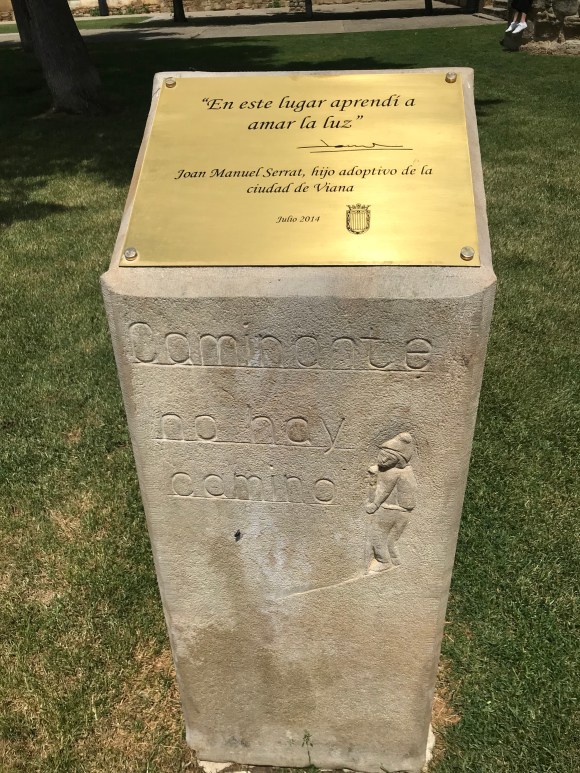 “En este lugar aprendí a
amar la luz”
Joan Manuel Serrat, hijo adoptivo de la
ciudad de Viana
Julio 2014
Caminante
no hay
camino